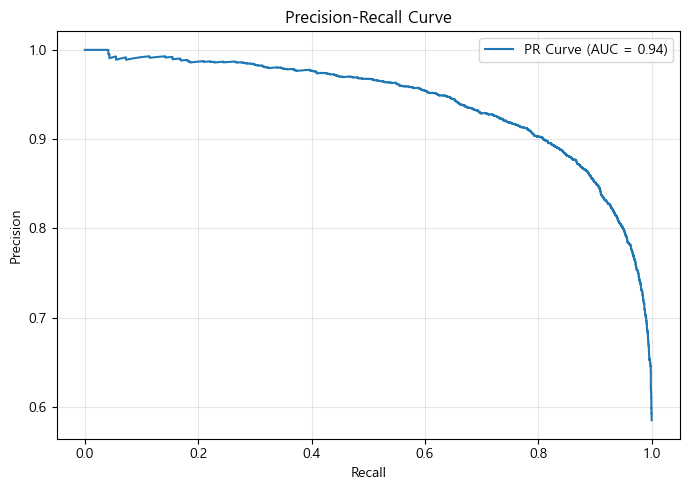 Precision-Recall Curve
PR Curve (AUC = 0.94)
1.0
0.9
0.8
0.7
0.6
Precision
0.0 0.2 0.4 0.6 0.8 1.0
Recall